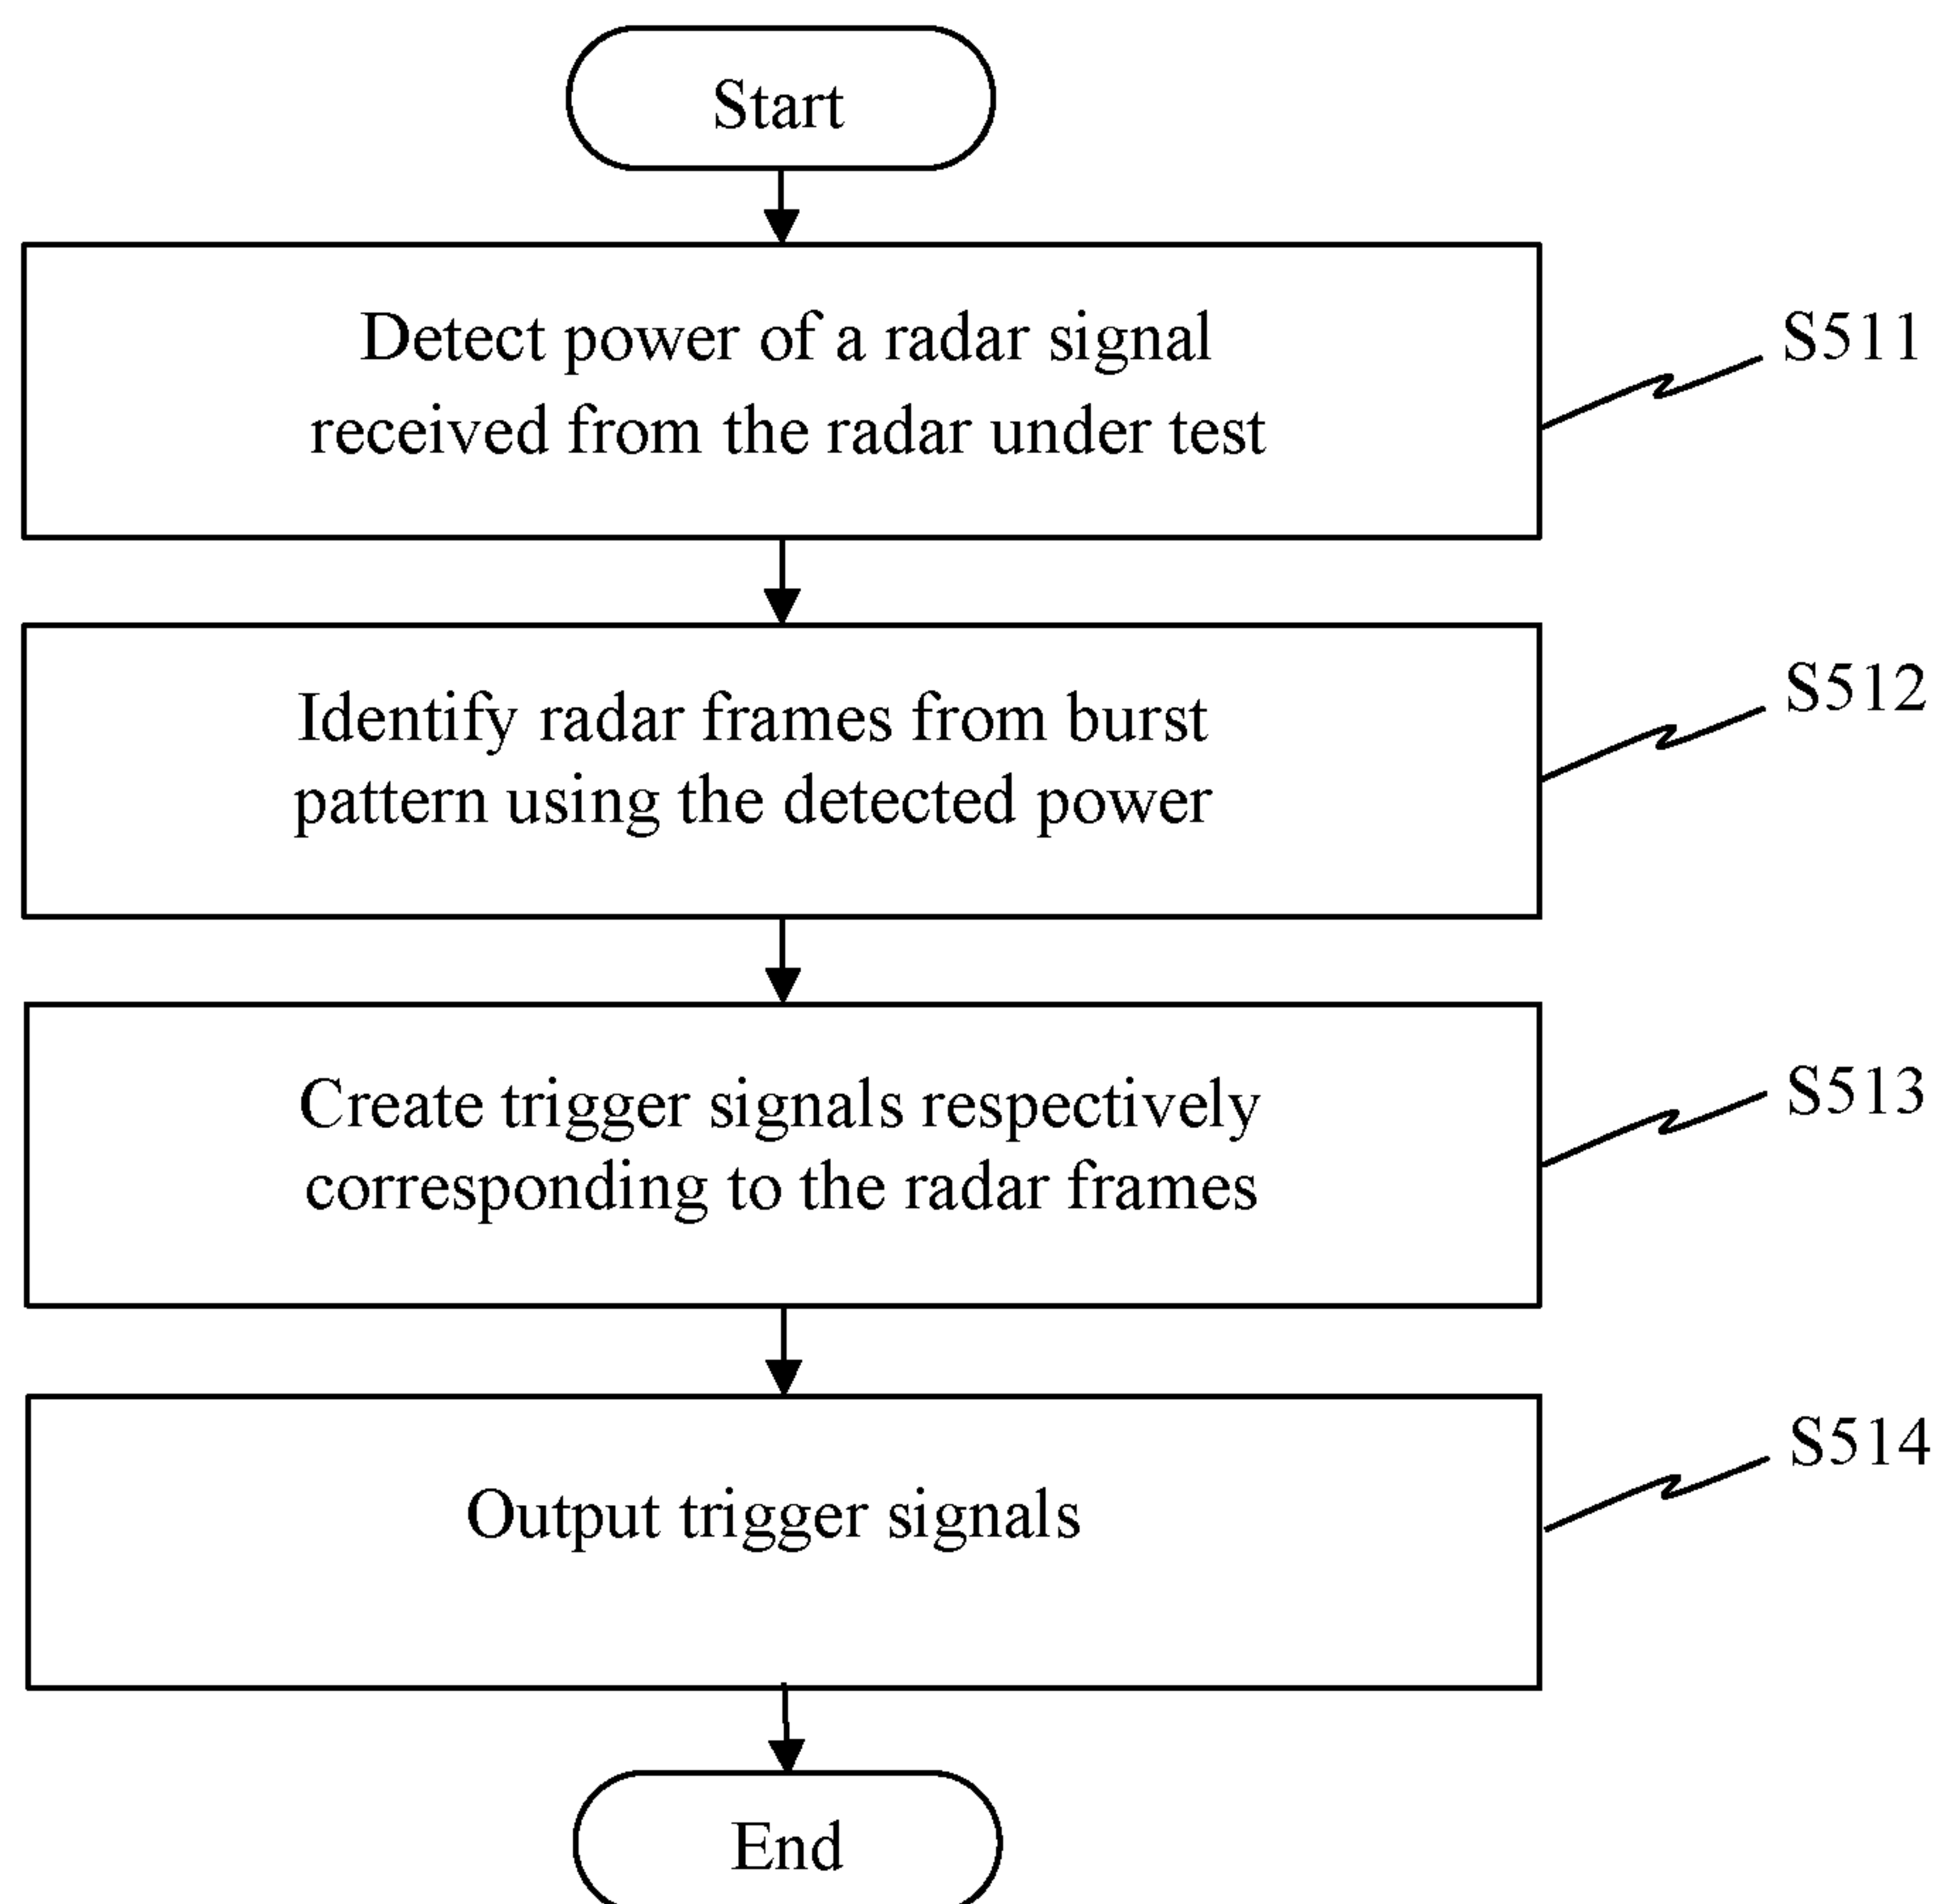 Start
Detect power of a radar signal
received from the radar under test
S511
Identify radar frames from burst
pattern using the detected power
S512
Create trigger signals respectively
corresponding to the radar frames
S513
Output trigger signals
S514
End